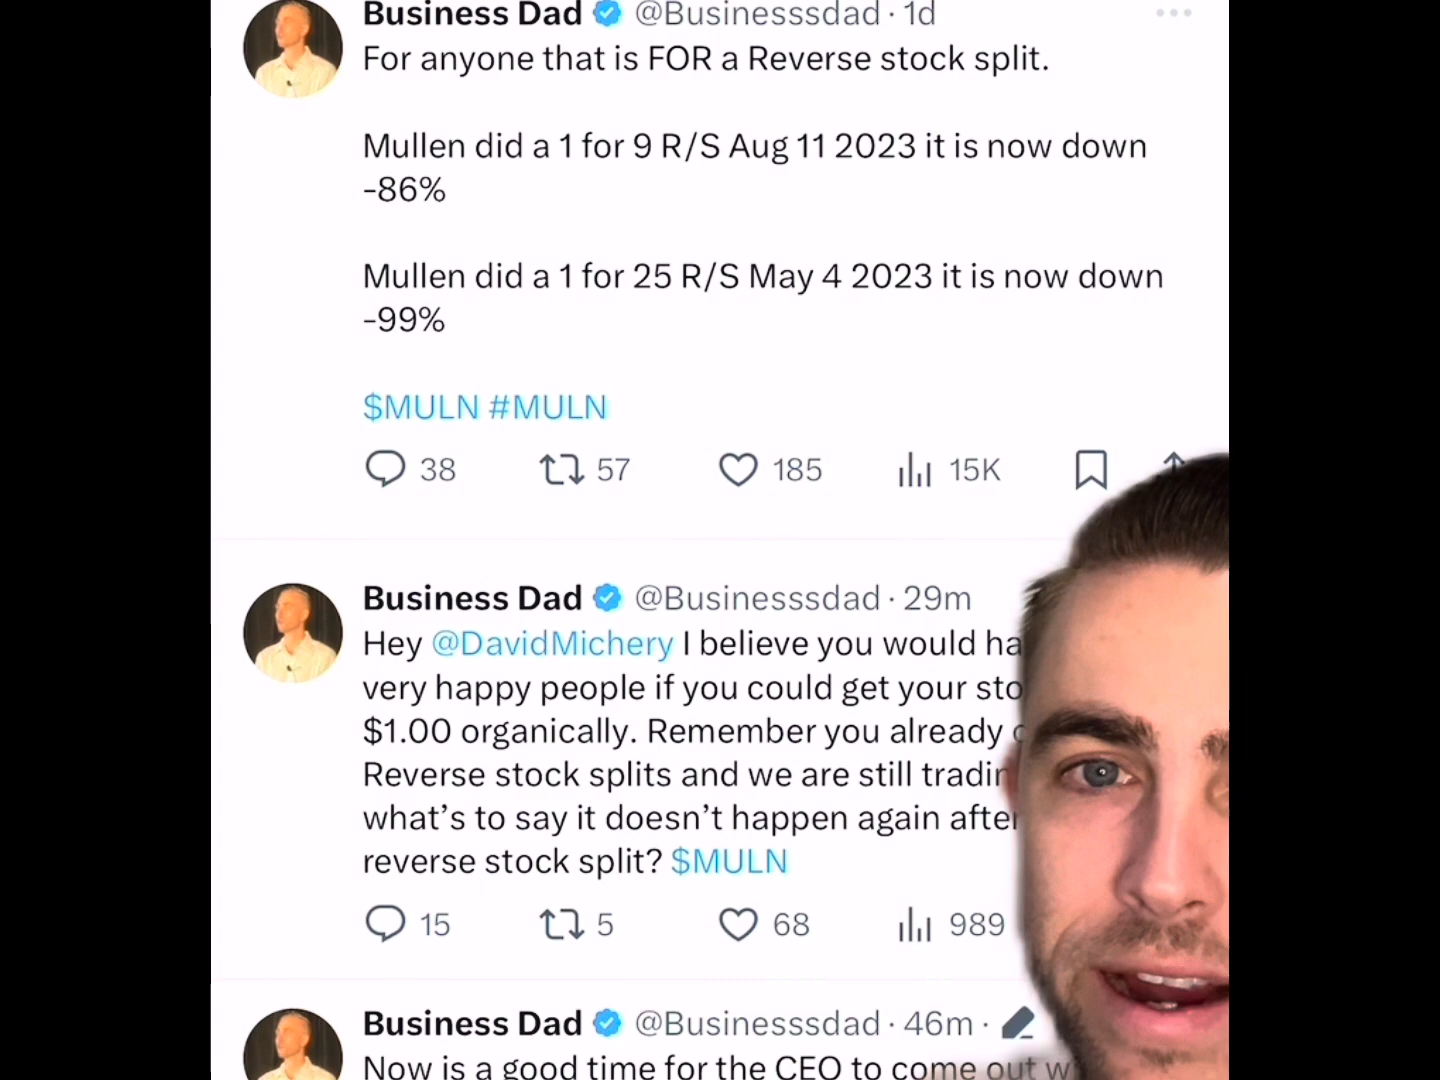 Business Dad @Businesssdad · 1d
For anyone that is FOR a Reverse stock split.
Mullen did a 1 for 9 R/S Aug 11 2023 it is now down
-86%
Mullen did a 1 for 25 R/S May 4 2023 it is now down
-99%
$MULN #MULN
38 57 185 15K
Business Dad @Businesssdad · 29m
Hey @DavidMichery I believe you would
very happy people if you could get your
$1.00 organically. Remember you already
Reverse stock splits and we are still
what's to say it doesn't happen again
reverse stock split? $MULN
15 5 68 989
Business Dad @Businesssdad · 46m ·
Now is a good time for the CEO to come out